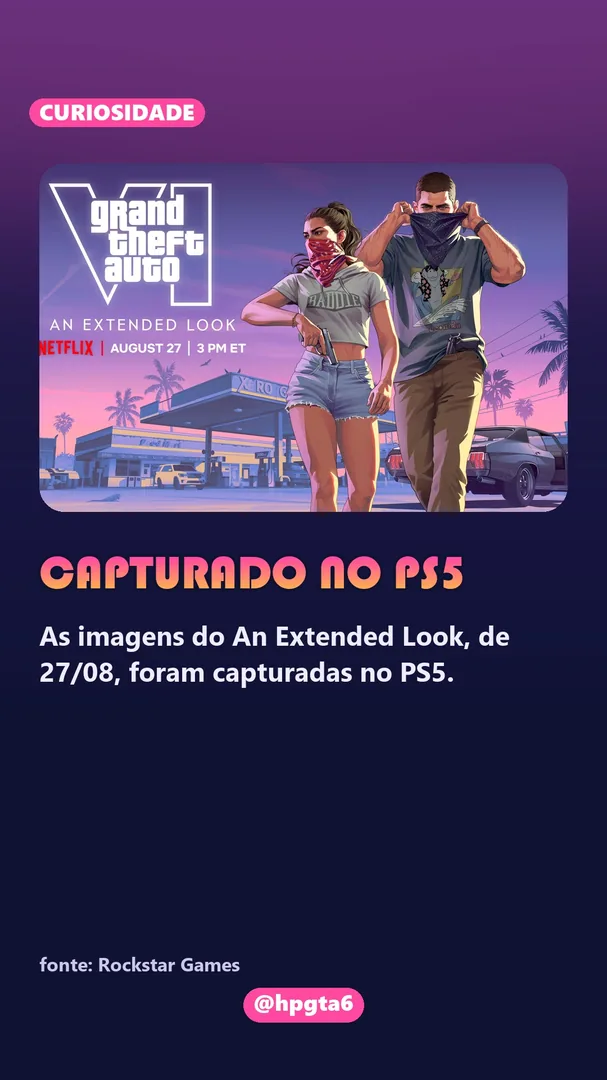 CURIOSIDADE
grand
theft
auto
VI
AN EXTENDED LOOK
NETFLIX | AUGUST 27 | 3 PM ET
CAPTURADO NO PS5
As imagens do An Extended Look, de
27/08, foram capturadas no PS5.
fonte: Rockstar Games
@hpgta6